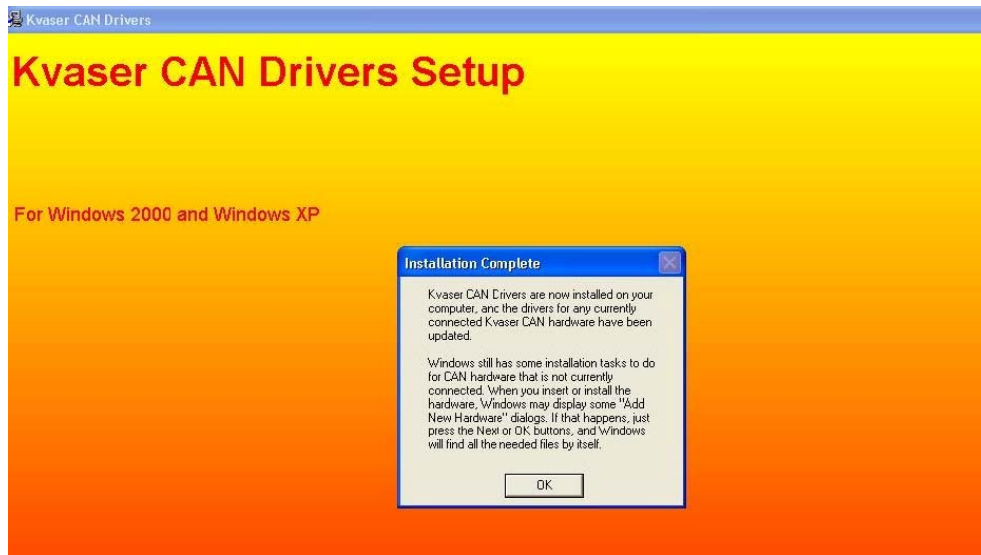 Kvaser CAN Drivers
Kvaser CAN Drivers Setup
For Windows 2000 and Windows XP
Installation Complete
Kvaser CAN Drivers are now installed on your
computer, and the drivers for any currently
connected Kvaser CAN hardware have been
updated.
Windows still has some installation tasks to do
for CAN hardware that is not currently
connected. When you insert or install the
hardware, Windows may display some "Add
New Hardware" dialogs. If that happens, just
press the Next or OK buttons, and Windows
will find all the needed files by itself.
OK